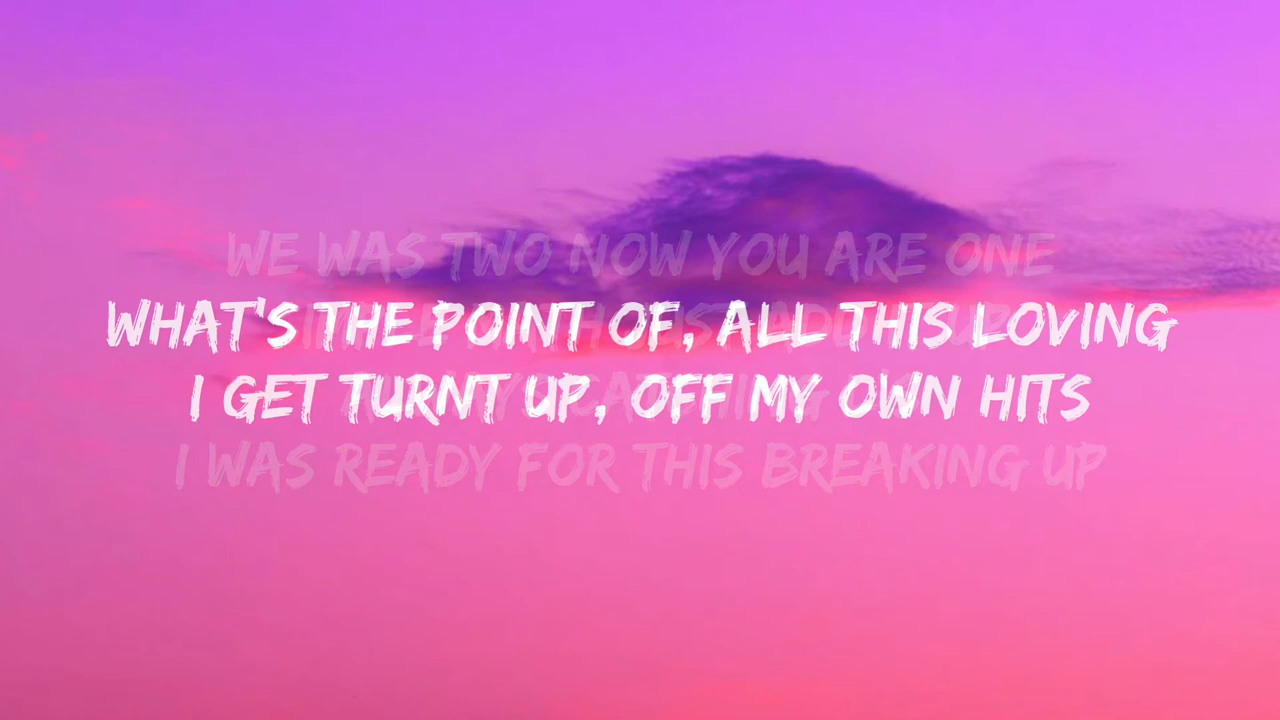 WE WAS TWO NOW YOU ARE ONE
WHAT'S THE POINT OF, ALL THIS LOVING
I GET TURNT UP, OFF MY OWN HITS
I WAS READY FOR THIS BREAKING UP